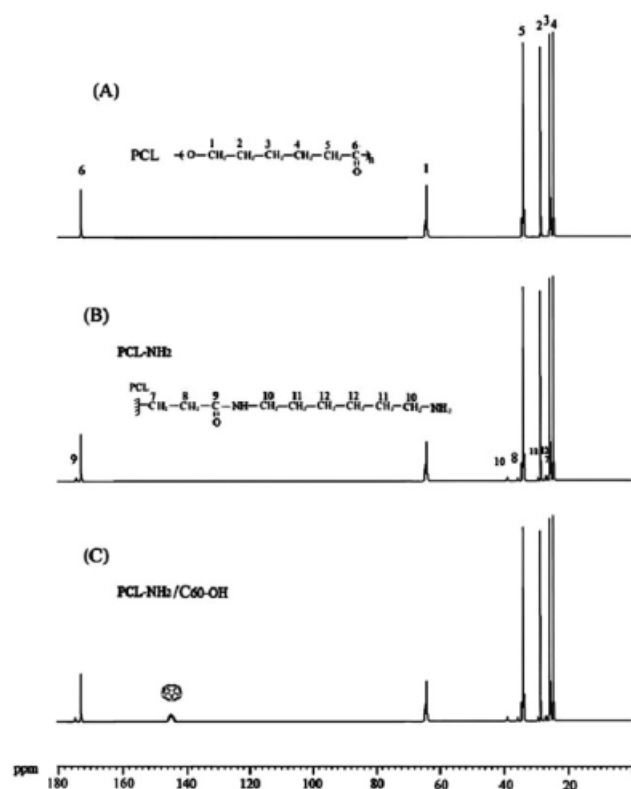 3
5 2 4
(A)
1 2 3 4 5 6
PCL -(O-CH₂-CH₂-CH₂-CH₂-CH₂-C)n
O
6 1
(B)
PCL-NH₂
PCL
7 8 9 10 11 12 12 11 10
CH₂-CH₂-C-NH-CH₂-CH₂-CH₂-CH₂-CH₂-CH₂-NH₂
O
9 10 8 11 12
7
(C)
PCL-NH₂/C60-OH
ppm
180 160 140 120 100 80 60 40 20